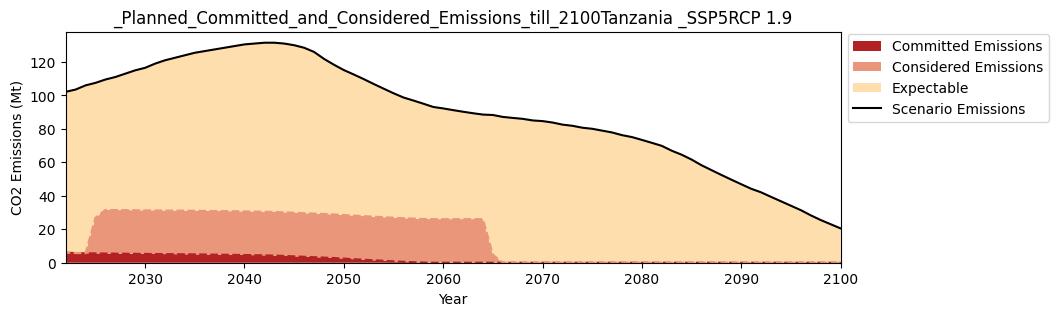 _Planned_Committed_and_Considered_Emissions_till_2100Tanzania _SSP5RCP 1.9
Committed Emissions
Considered Emissions
Expectable
Scenario Emissions
CO2 Emissions (Mt)
120
100
80
60
40
20
0
2030 2040 2050 2060 2070 2080 2090 2100
Year